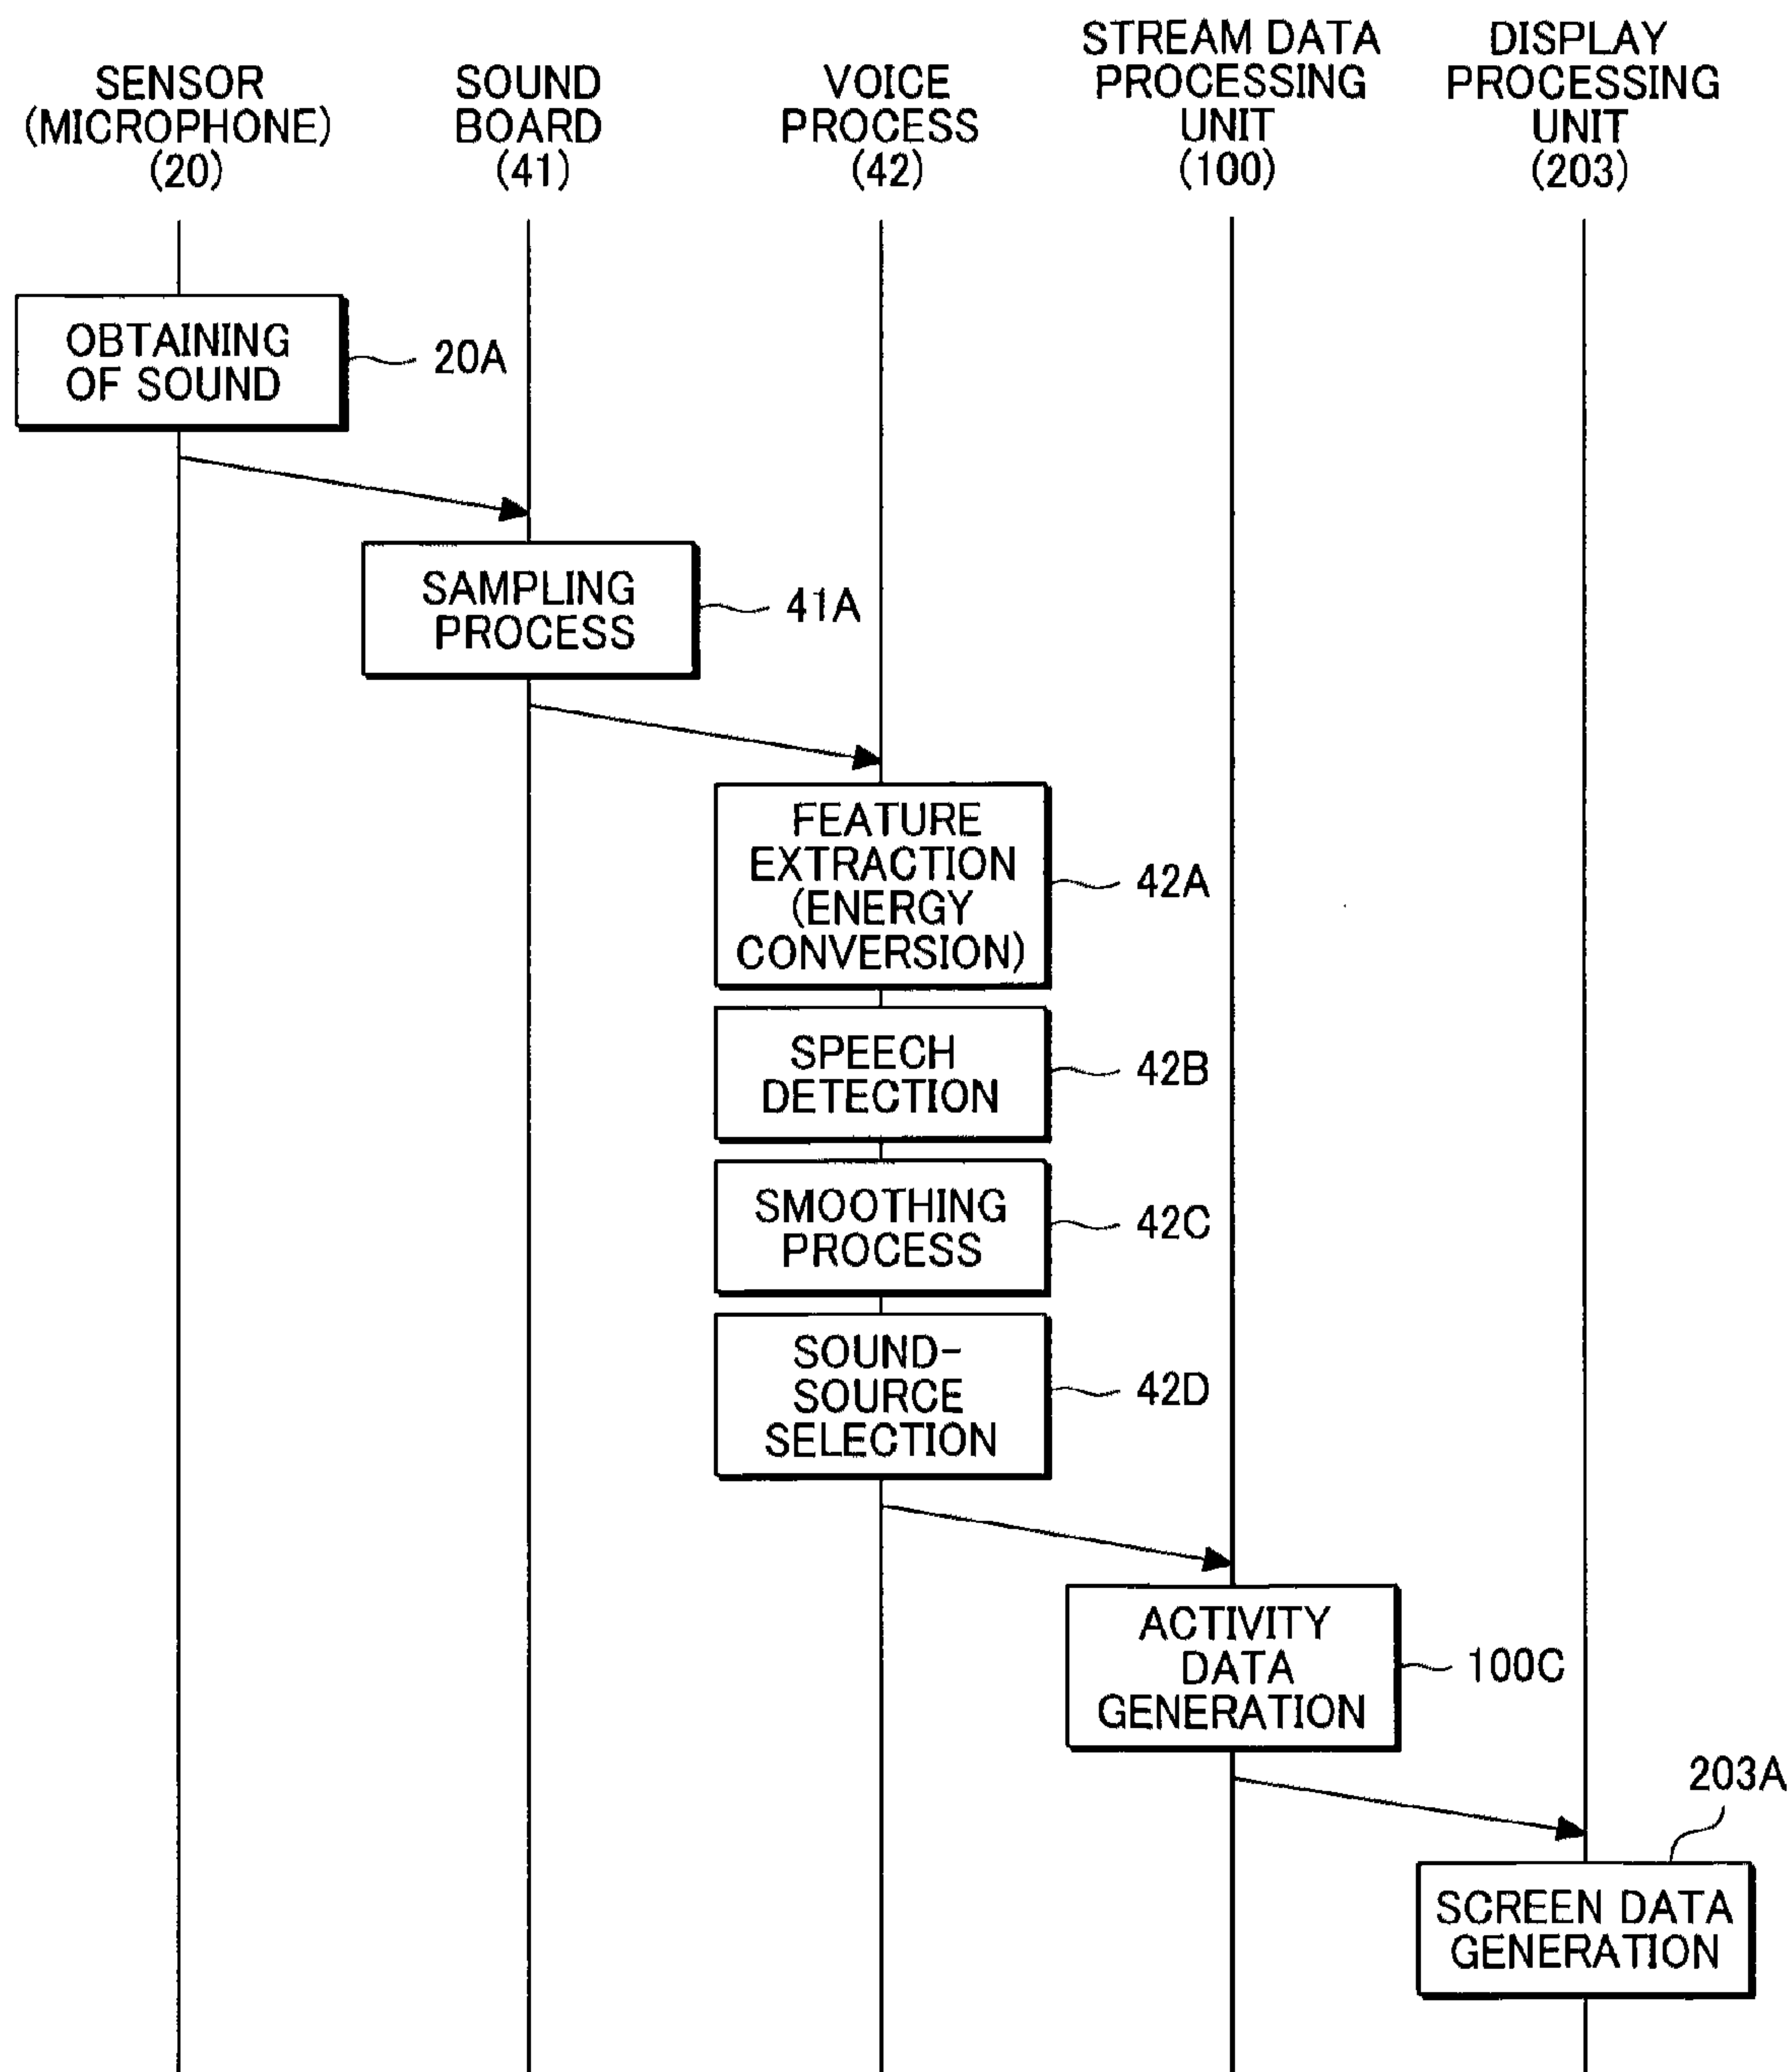 SENSOR
(MICROPHONE)
(20)
SOUND
BOARD
(41)
VOICE
PROCESS
(42)
STREAM DATA
PROCESSING
UNIT
(100)
DISPLAY
PROCESSING
UNIT
(203)
OBTAINING
OF SOUND
20A
SAMPLING
PROCESS
41A
FEATURE
EXTRACTION
(ENERGY
CONVERSION)
42A
SPEECH
DETECTION
42B
SMOOTHING
PROCESS
42C
SOUND-
SOURCE
SELECTION
42D
ACTIVITY
DATA
GENERATION
100C
203A
SCREEN DATA
GENERATION